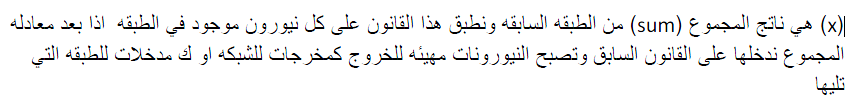 (x) هي ناتج المجموع (sum) من الطبقه السابقه ونطبق هذا القانون على كل نيورون موجود في الطبقه  اذا بعد معادله
المجموع ندخلها على القانون السابق وتصبح النيورونات مهيئه للخروج كمخرجات للشبكه او ك مدخلات للطبقه التي
تليها